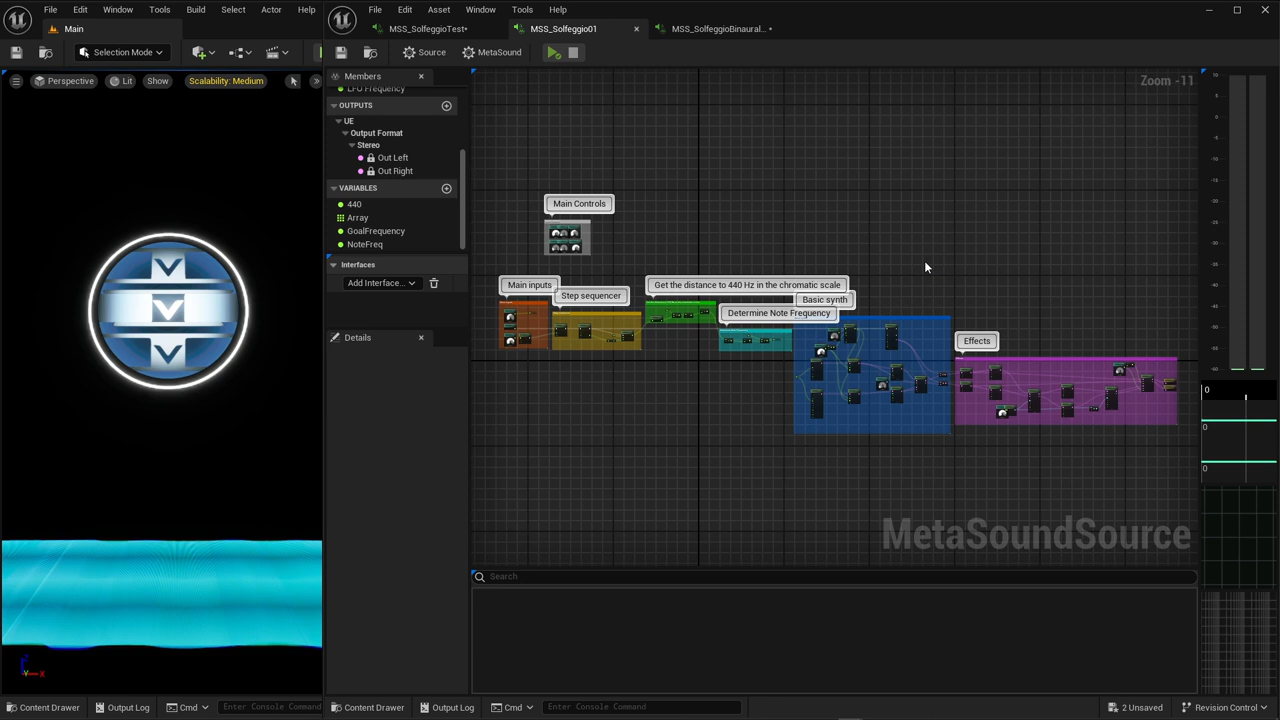 File Edit Window Tools Build Select Actor Help
Main
Selection Mode
Perspective Lit Show Scalability: Medium
File Edit Asset Window Tools Help
MSS_SolfeggioTest* MSS_Solfeggio01 MSS_SolfeggioBinaural... *
Source MetaSound
Members
LFO Frequency
OUTPUTS
UE
Output Format
Stereo
Out Left
Out Right
VARIABLES
440
Array
GoalFrequency
NoteFreq
Interfaces
Add Interface...
Details
Zoom -11
Main Controls
Main inputs
Step sequencer
Get the distance to 440 Hz in the chromatic scale
Basic synth
Determine Note Frequency
Effects
MetaSoundSource
Search
0
0
0
Content Drawer Output Log Cmd Enter Console Command
Content Drawer Output Log Cmd Enter Console Command
2 Unsaved Revision Control